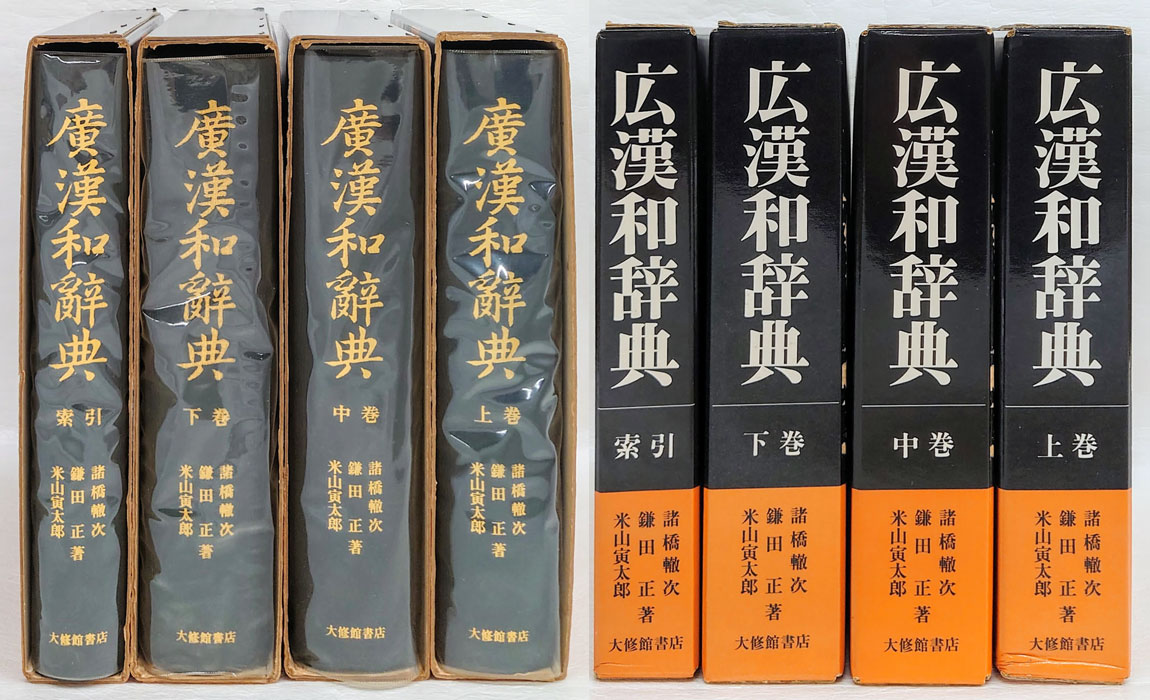 廣漢和辭典
索引
諸橋轍次
鎌田 正 著
米山寅太郎
大修館書店
廣漢和辭典
下巻
諸橋轍次
鎌田 正 著
米山寅太郎
大修館書店
廣漢和辭典
中巻
諸橋轍次
鎌田 正 著
米山寅太郎
大修館書店
廣漢和辭典
上巻
諸橋轍次
鎌田 正 著
米山寅太郎
大修館書店
広漢和辞典
索引
諸橋轍次
鎌田 正 著
米山寅太郎
大修館書店
広漢和辞典
下巻
諸橋轍次
鎌田 正 著
米山寅太郎
大修館書店
広漢和辞典
中巻
諸橋轍次
鎌田 正 著
米山寅太郎
大修館書店
広漢和辞典
上巻
諸橋轍次
鎌田 正 著
米山寅太郎
大修館書店